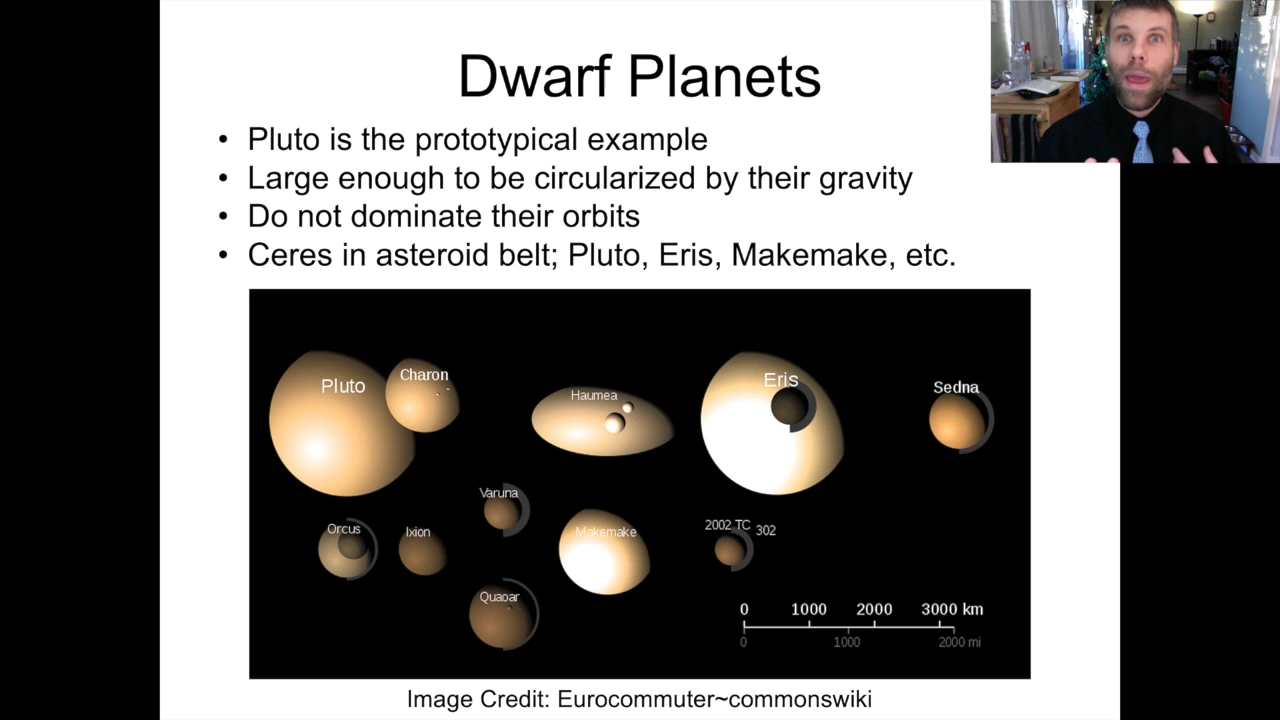 Dwarf Planets
• Pluto is the prototypical example
• Large enough to be circularized by their gravity
• Do not dominate their orbits
• Ceres in asteroid belt; Pluto, Eris, Makemake, etc.
Pluto
Charon
Haumea
Eris
Sedna
Varuna
Orcus
Ixion
Makemake
2002 TC 302
Quaoar
0 1000 2000 3000 km
0 1000 2000 mi
Image Credit: Eurocommuter~commonswiki